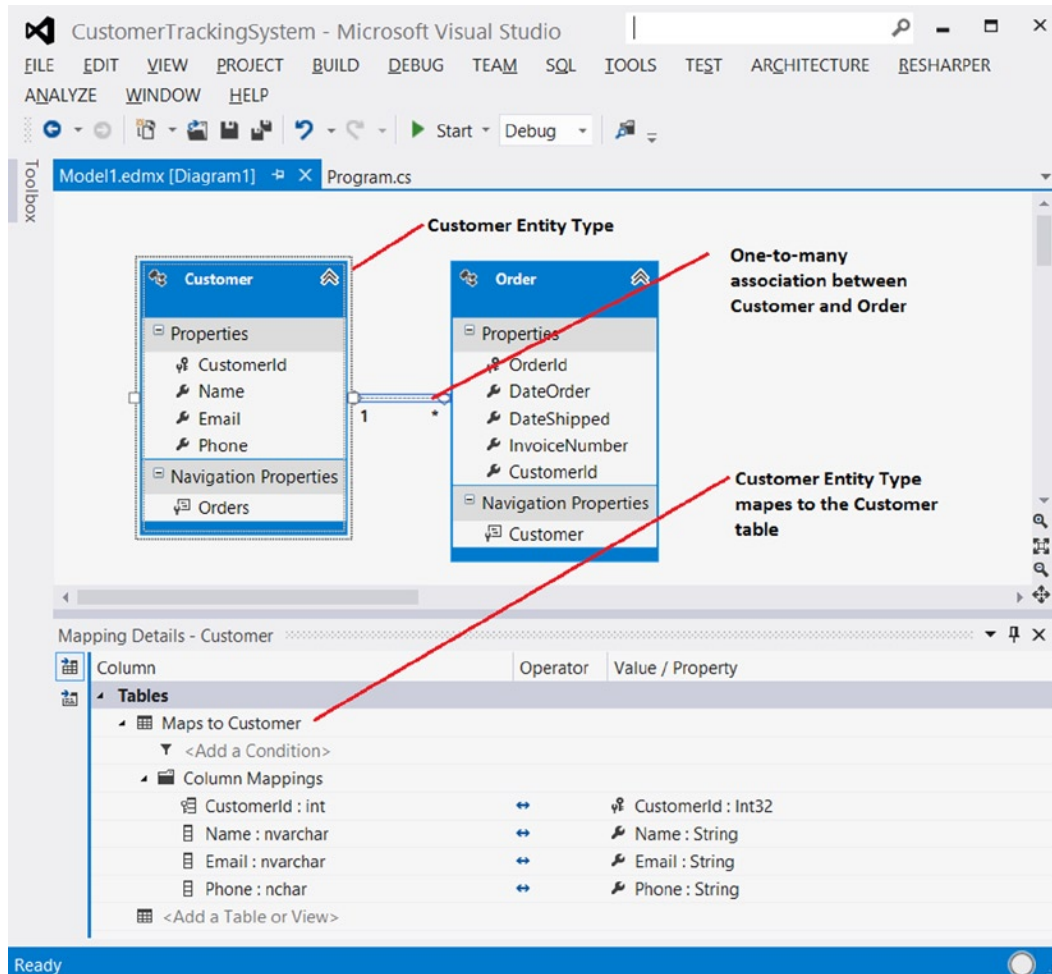 CustomerTrackingSystem - Microsoft Visual Studio
FILE EDIT VIEW PROJECT BUILD DEBUG TEAM SQL TOOLS TEST ARCHITECTURE RESHARPER
ANALYZE WINDOW HELP
Start Debug
Toolbox
Model1.edmx [Diagram1] Program.cs
Customer Entity Type
One-to-many
association between
Customer and Order
Customer
Properties
CustomerId
Name
Email
Phone
Navigation Properties
Orders
1 *
Order
Properties
OrderId
DateOrder
DateShipped
InvoiceNumber
CustomerId
Navigation Properties
Customer
Customer Entity Type
mapes to the Customer
table
Mapping Details - Customer
Column Operator Value / Property
Tables
Maps to Customer
<Add a Condition>
Column Mappings
CustomerId : int CustomerId : Int32
Name : nvarchar Name : String
Email : nvarchar Email : String
Phone : nchar Phone : String
<Add a Table or View>
Ready